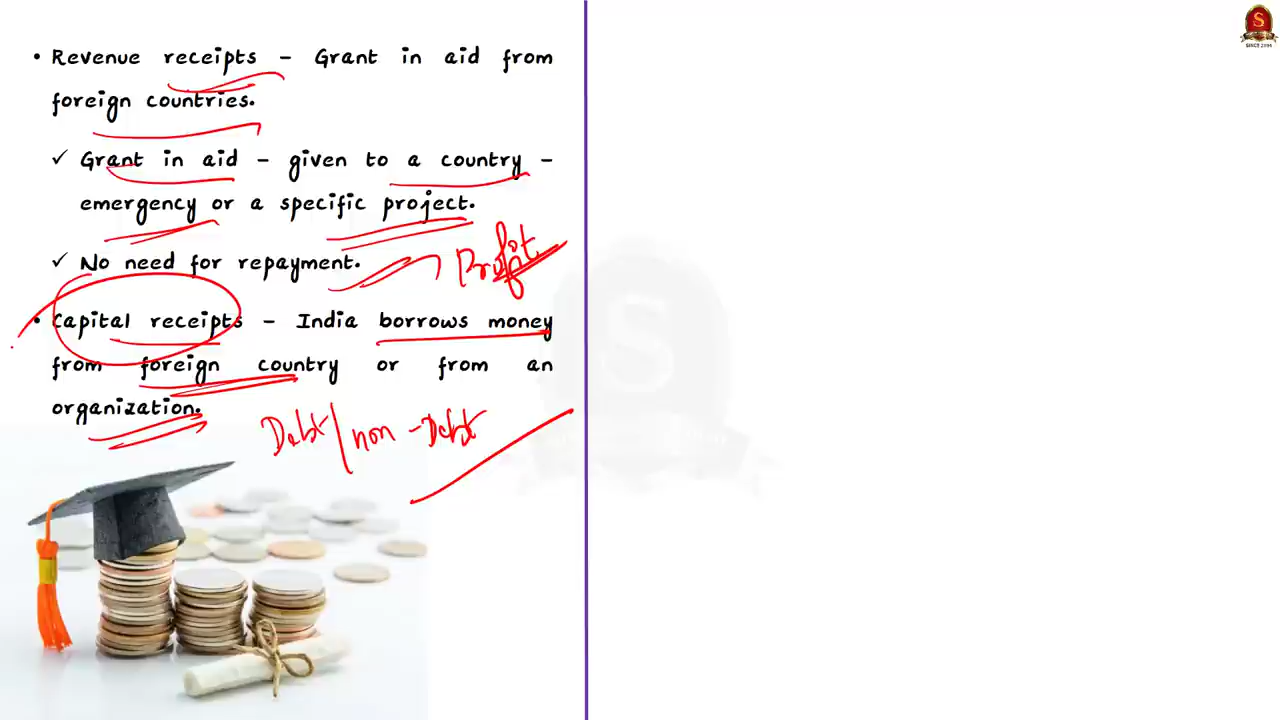 • Revenue receipts – Grant in aid from
foreign countries.
✓ Grant in aid – given to a country –
emergency or a specific project.
✓ No need for repayment.
Profit
• Capital receipts – India borrows money
from foreign country or from an
organization.
Debt/non-Debt
S
SINCE 2004
S